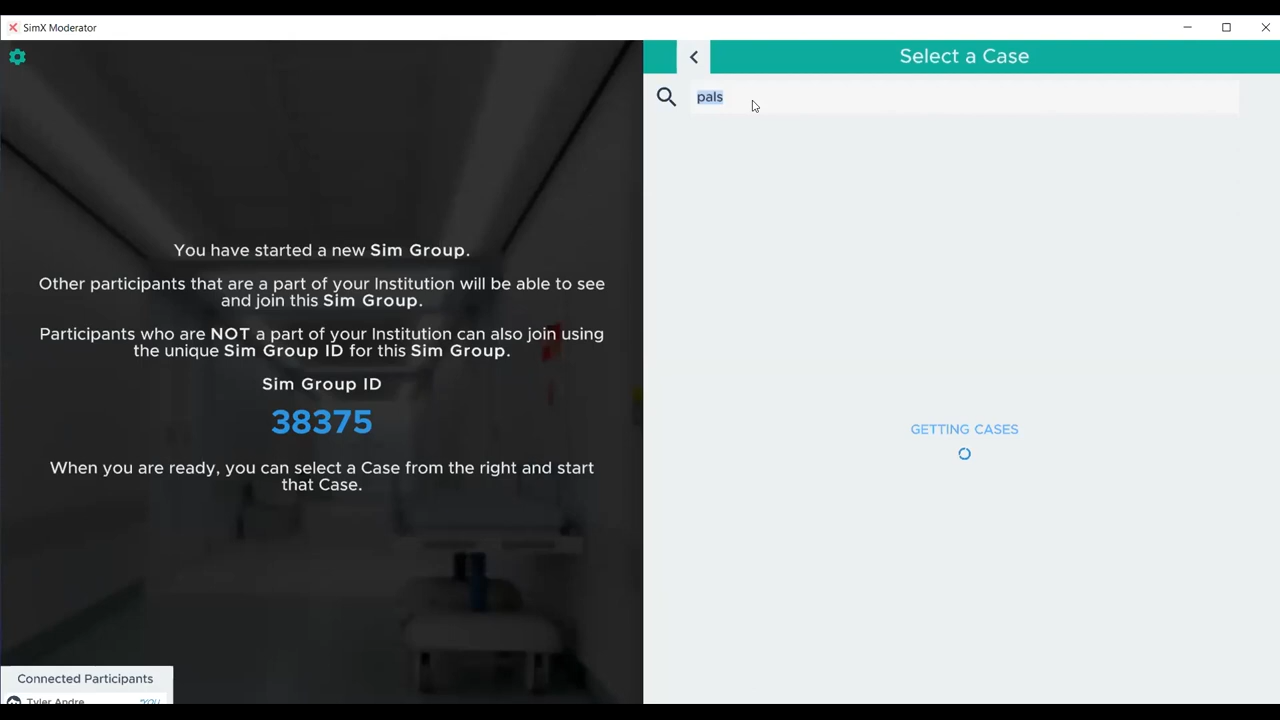 SimX Moderator
Select a Case
pals
You have started a new Sim Group.
Other participants that are a part of your Institution will be able to see
and join this Sim Group.
Participants who are NOT a part of your Institution can also join using
the unique Sim Group ID for this Sim Group.
Sim Group ID
38375
When you are ready, you can select a Case from the right and start
that Case.
GETTING CASES
Connected Participants
Tyler Andre *YOU